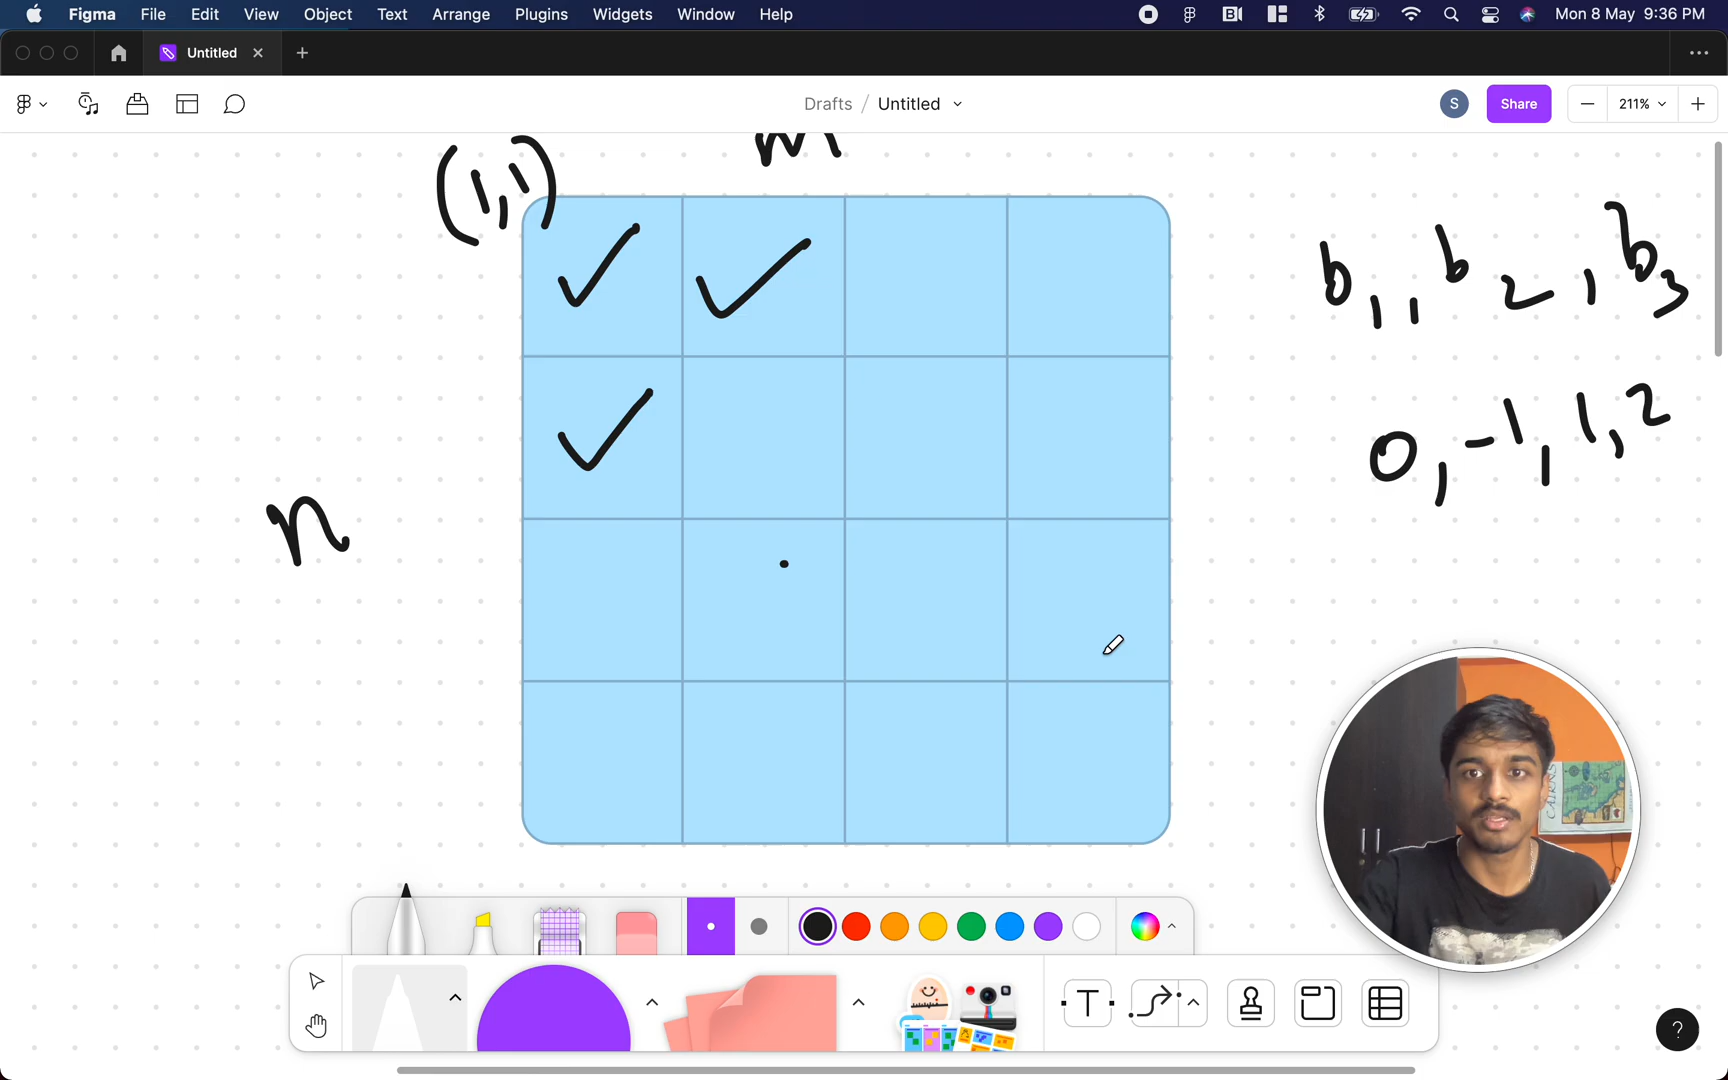 Figma File Edit View Object Text Arrange Plugins Widgets Window Help Mon 8 May 9:36 PM
Untitled
Drafts / Untitled S Share 211%
m
(1,1)
b1, b2, b3
0, -1, 1, 2
n
CAIRNS
T
?